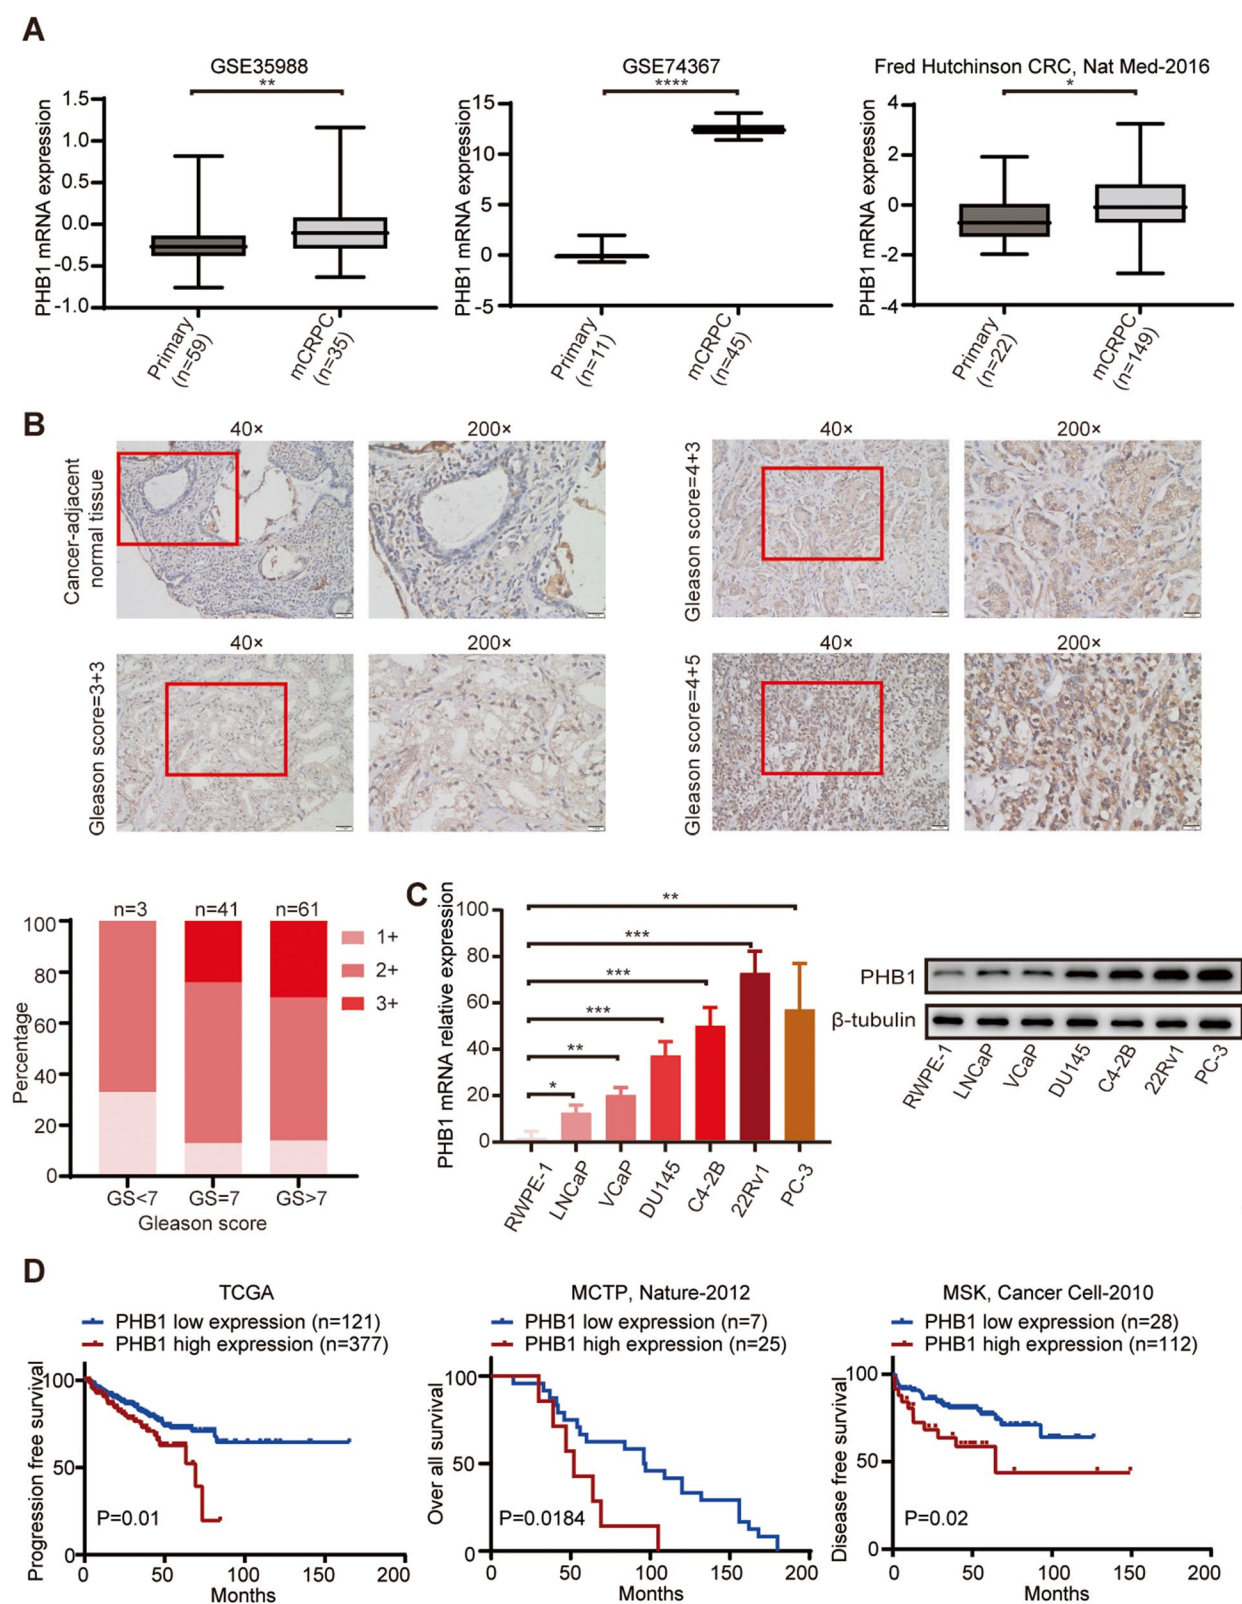 A
GSE35988
**
PHB1 mRNA expression
1.5
1.0
0.5
0.0
-0.5
-1.0
Primary
(n=59)
mCRPC
(n=35)
GSE74367
****
PHB1 mRNA expression
15
10
5
0
-5
Primary
(n=11)
mCRPC
(n=45)
Fred Hutchinson CRC, Nat Med-2016
*
PHB1 mRNA expression
4
2
0
-2
-4
Primary
(n=22)
mCRPC
(n=149)
B
40×
200×
Cancer-adjacent
normal tissue
40×
200×
Gleason score=4+3
40×
200×
Gleason score=3+3
40×
200×
Gleason score=4+5
Percentage
100
80
60
40
20
0
n=3
n=41
n=61
1+
2+
3+
GS<7
GS=7
GS>7
Gleason score
C
PHB1 mRNA relative expression
100
80
60
40
20
0
**
***
***
***
**
*
RWPE-1
LNCaP
VCaP
DU145
C4-2B
22Rv1
PC-3
PHB1
β-tubulin
RWPE-1
LNCaP
VCaP
DU145
C4-2B
22Rv1
PC-3
D
TCGA
PHB1 low expression (n=121)
PHB1 high expression (n=377)
Progression free survival
100
50
0
P=0.01
0
50
100
150
200
Months
MCTP, Nature-2012
PHB1 low expression (n=7)
PHB1 high expression (n=25)
Over all survival
100
50
0
P=0.0184
0
50
100
150
200
Months
MSK, Cancer Cell-2010
PHB1 low expression (n=28)
PHB1 high expression (n=112)
Disease free survival
100
50
0
P=0.02
0
50
100
150
200
Months